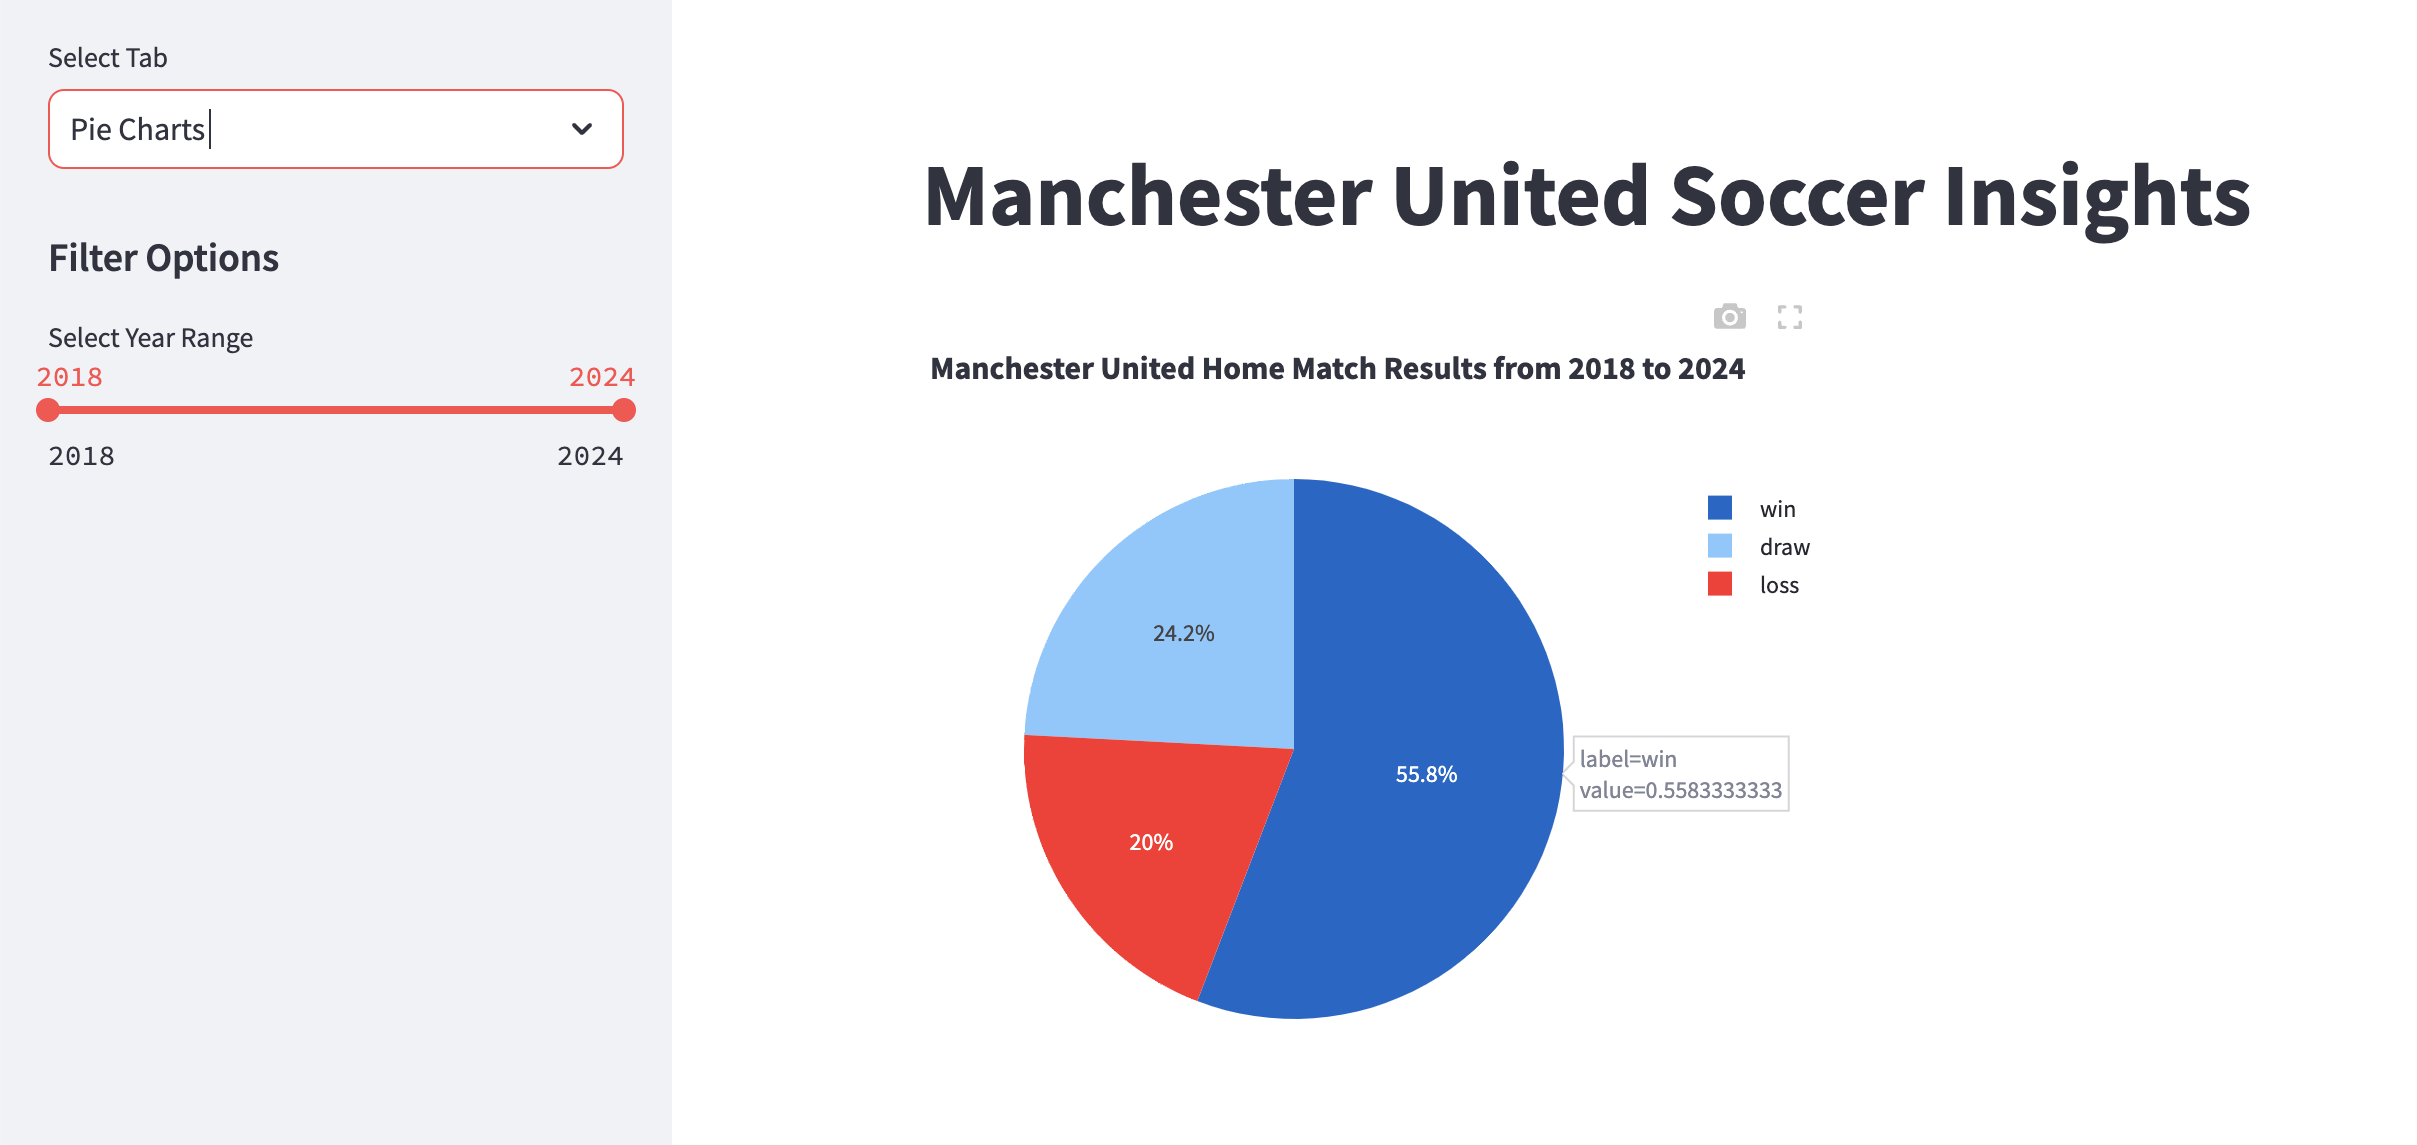 Select Tab
Pie Charts
Filter Options
Select Year Range
2018 2024
2018 2024
Manchester United Soccer Insights
Manchester United Home Match Results from 2018 to 2024
win
draw
loss
24.2%
55.8%
20%
label=win
value=0.5583333333